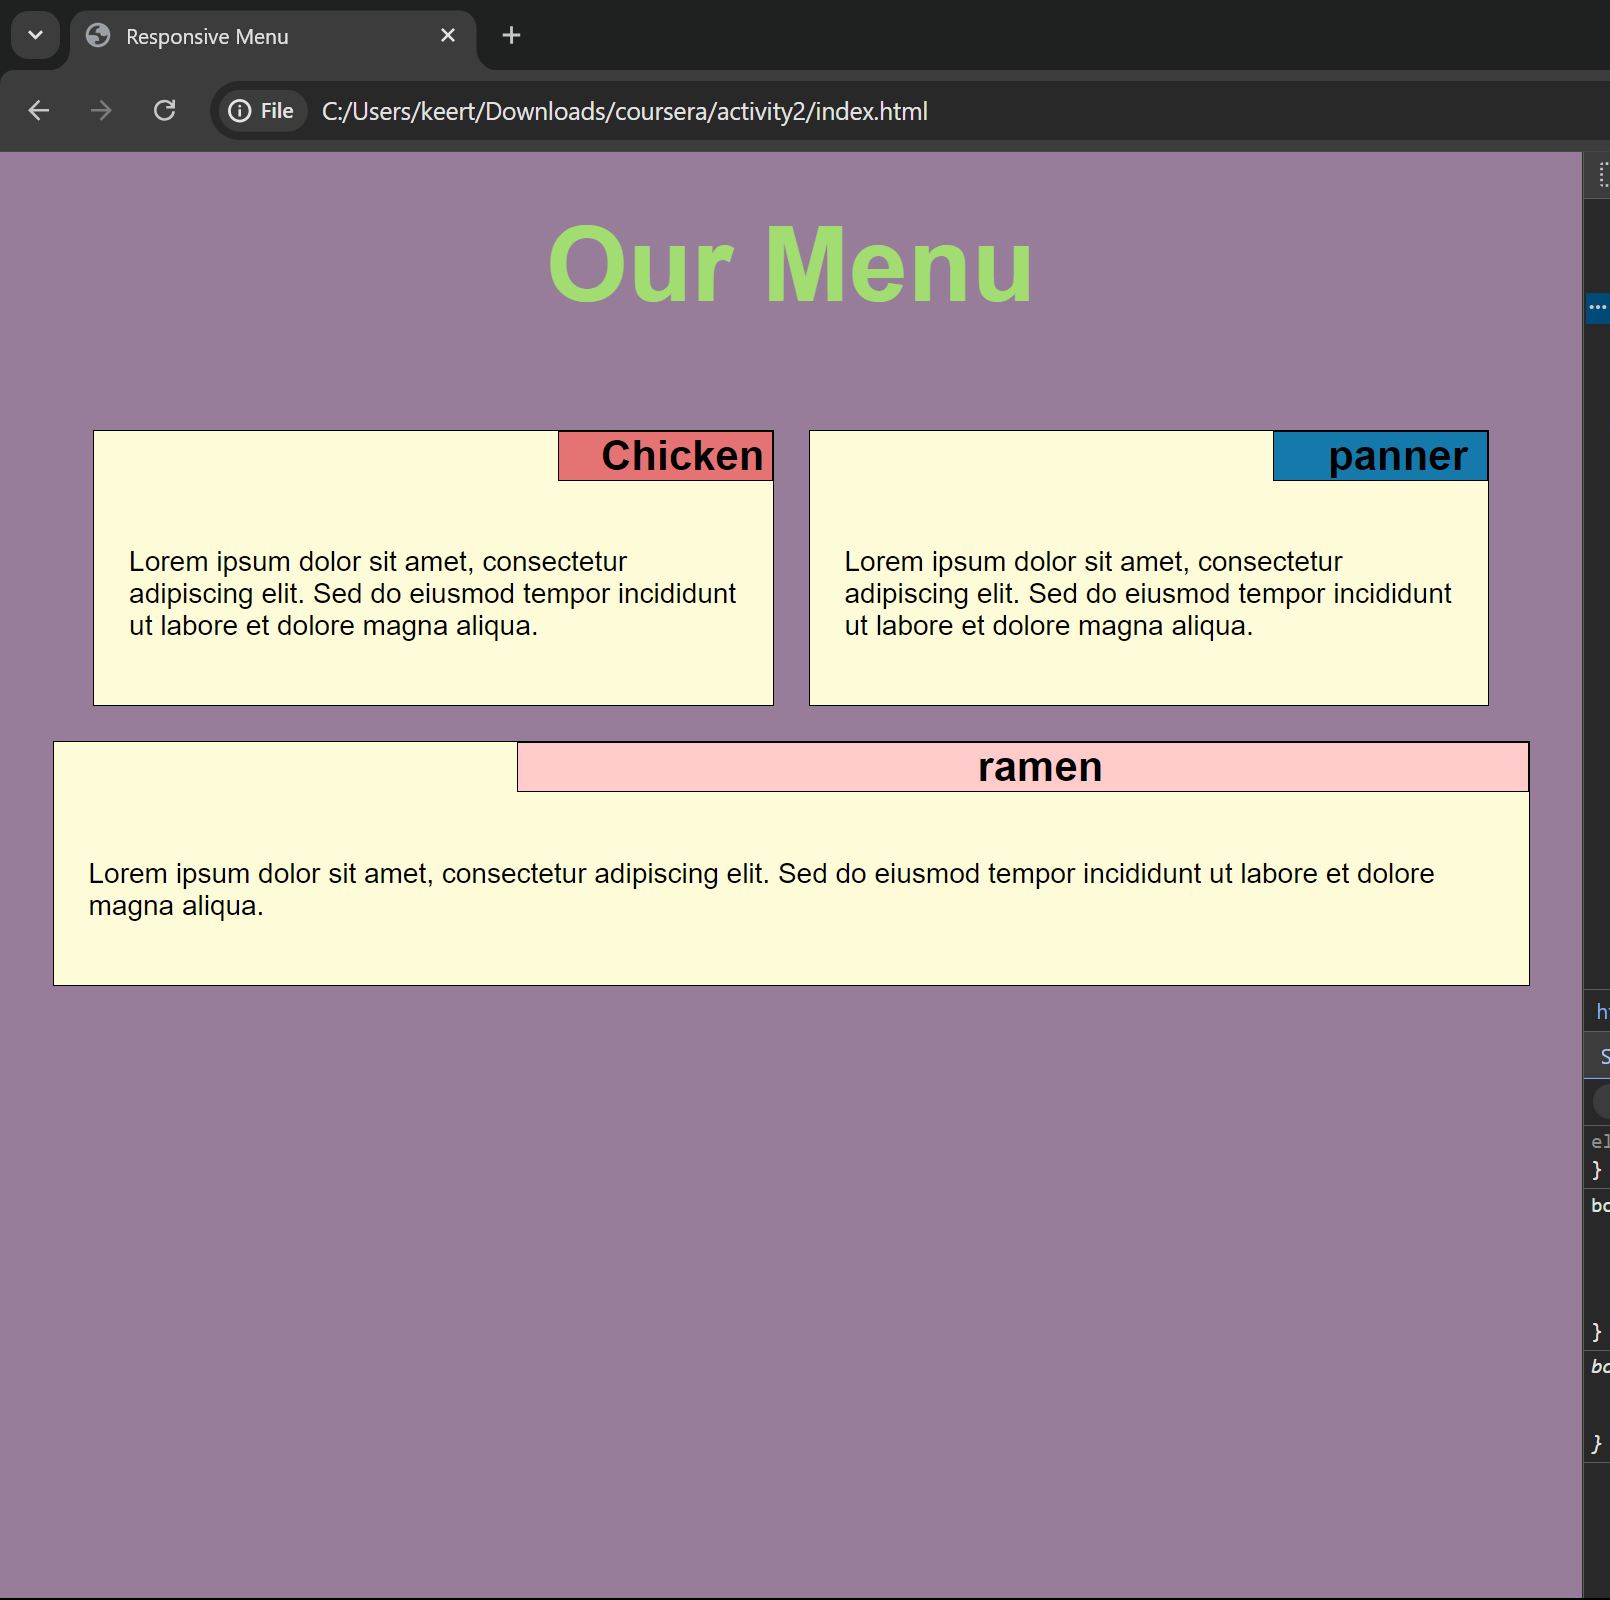 Responsive Menu
File C:/Users/keert/Downloads/coursera/activity2/index.html
Our Menu
Chicken
Lorem ipsum dolor sit amet, consectetur
adipiscing elit. Sed do eiusmod tempor incididunt
ut labore et dolore magna aliqua.
panner
Lorem ipsum dolor sit amet, consectetur
adipiscing elit. Sed do eiusmod tempor incididunt
ut labore et dolore magna aliqua.
ramen
Lorem ipsum dolor sit amet, consectetur adipiscing elit. Sed do eiusmod tempor incididunt ut labore et dolore
magna aliqua.
}
}
}